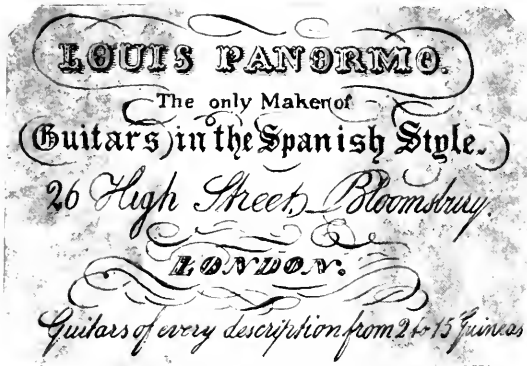 LOUIS PANORMO.
The only Maker of
Guitars in the Spanish Style.
26 High Street, Bloomsbury.
LONDON.
Guitars of every description from 2 to 15 Guineas